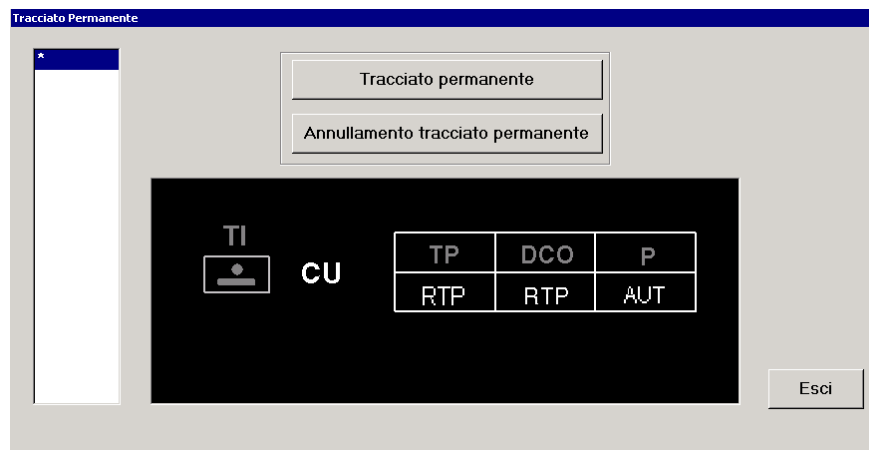 Tracciato Permanente
*
Tracciato permanente
Annullamento tracciato permanente
TI
CU
TP DCO P
RTP RTP AUT
Esci